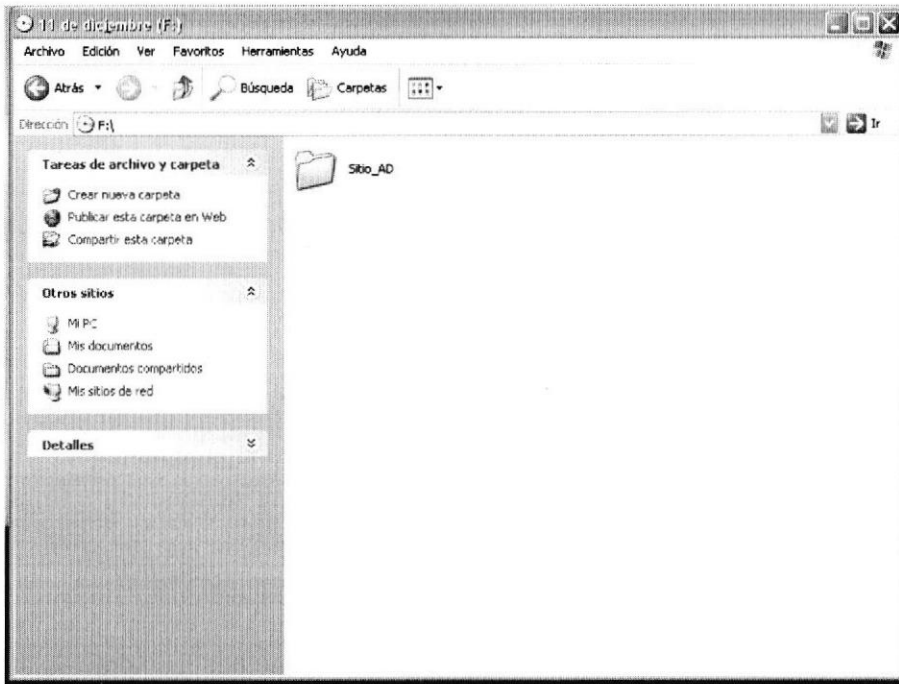 11 de diciembre (F:)
Archivo Edición Ver Favoritos Herramientas Ayuda
Atrás Búsqueda Carpetas
Dirección F:\ Ir
Tareas de archivo y carpeta
Crear nueva carpeta
Publicar esta carpeta en Web
Compartir esta carpeta
Otros sitios
Mi PC
Mis documentos
Documentos compartidos
Mis sitios de red
Detalles
Sitio_AD